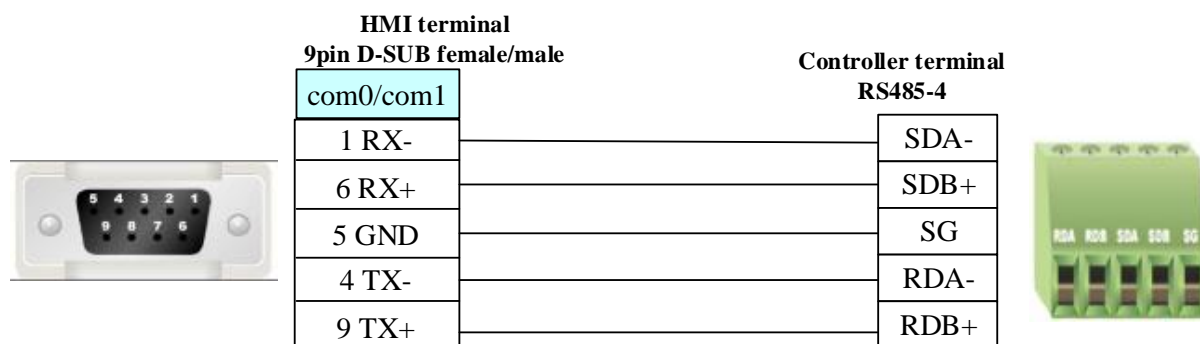 HMI terminal
9pin D-SUB female/male
com0/com1
1 RX-
6 RX+
5 GND
4 TX-
9 TX+
Controller terminal
RS485-4
SDA-
SDB+
SG
RDA-
RDB+
5 4 3 2 1
9 8 7 6
RDA RDB SDA SDB SG